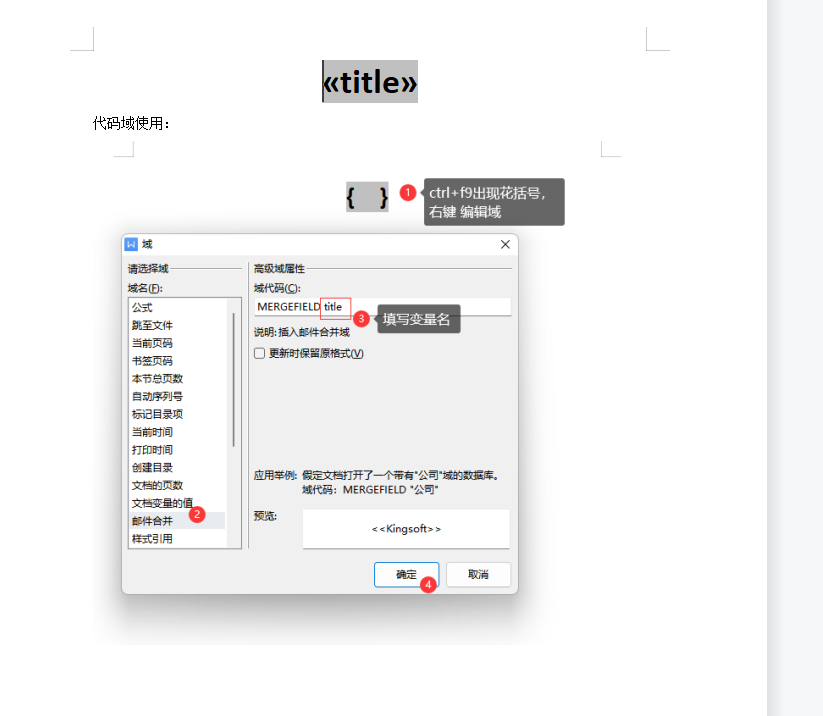 «title»
代码域使用：
{ }
1
ctrl+f9出现花括号，
右键 编辑域
W 域
请选择域
域名(F):
公式
跳至文件
当前页码
书签页码
本节总页数
自动序列号
标记目录项
当前时间
打印时间
创建目录
文档的页数
文档变量的值
邮件合并
2
样式引用
高级域属性
域代码(C):
MERGEFIELD title
3
填写变量名
说明: 插入邮件合并域
更新时保留原格式(V)
应用举例: 假定文档打开了一个带有"公司"域的数据库。
域代码: MERGEFIELD "公司"
预览:
<<Kingsoft>>
确定
4
取消